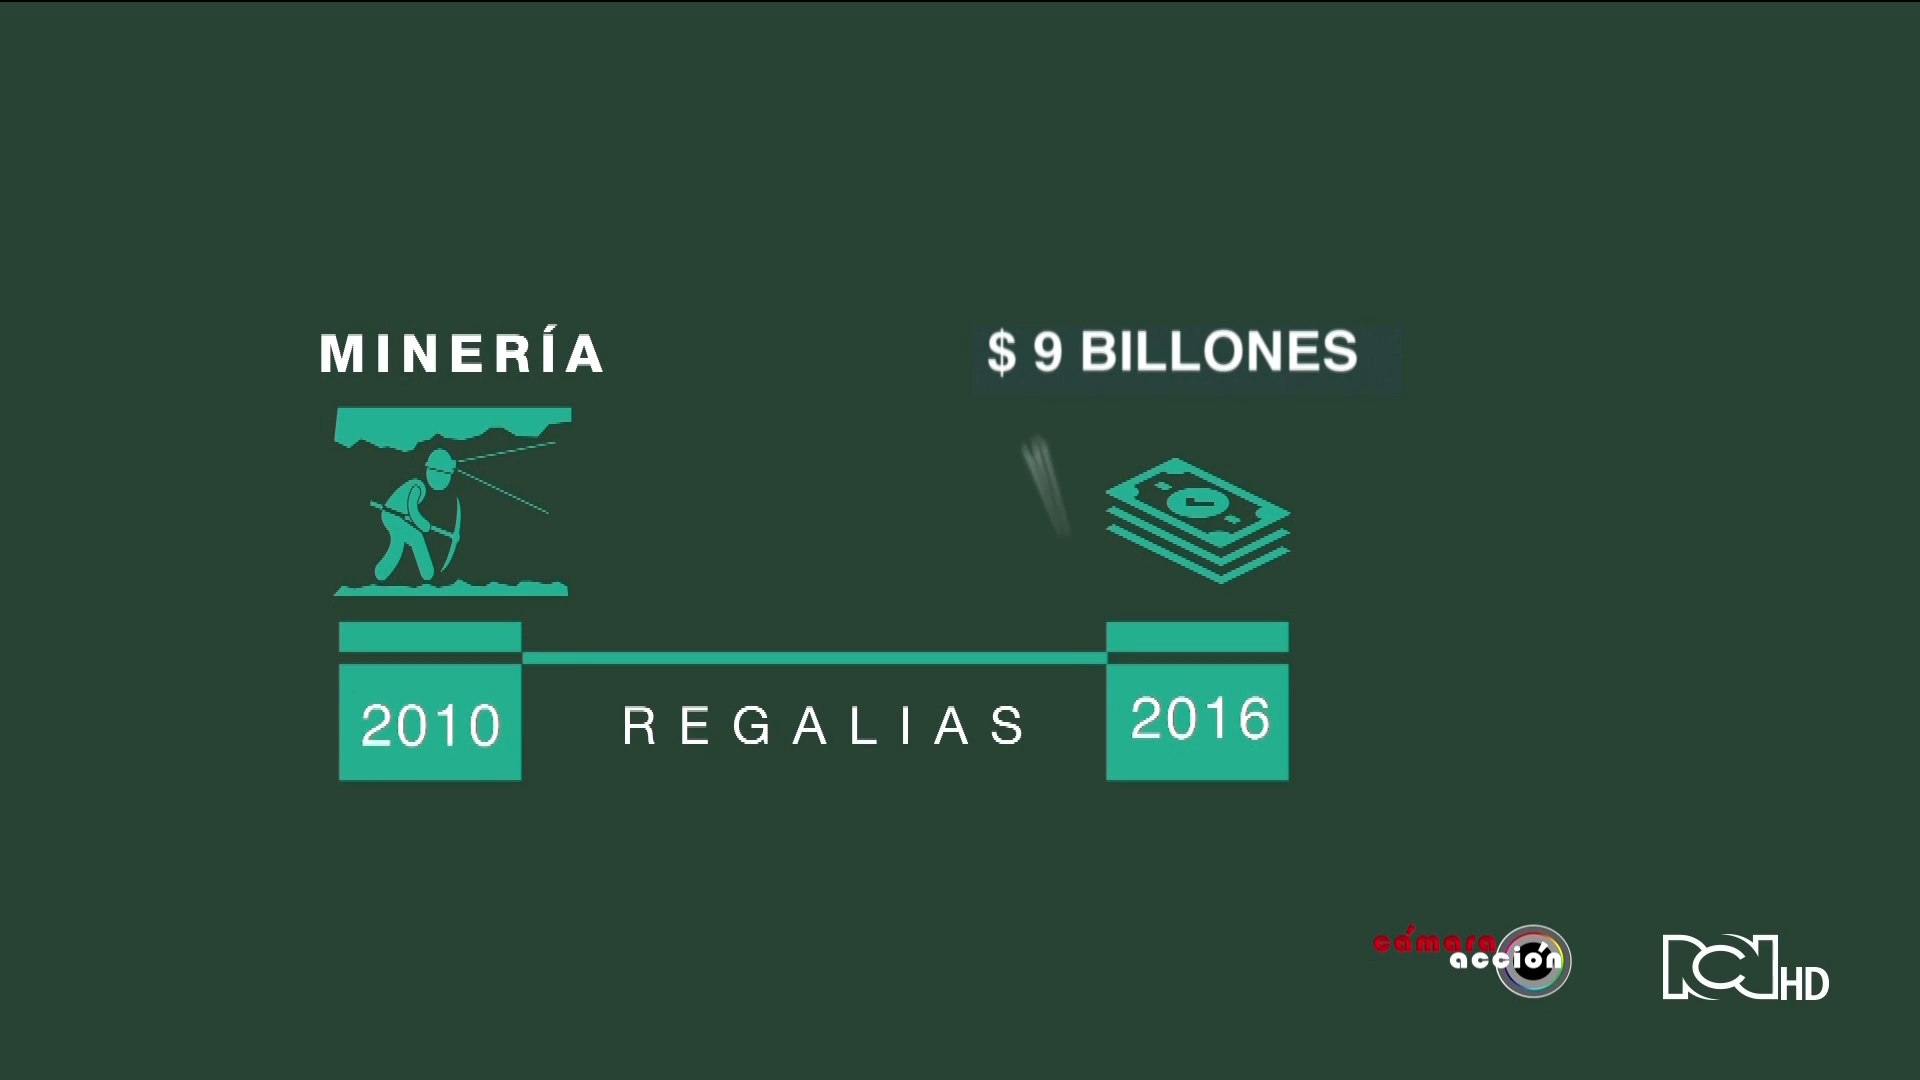 MINERÍA
$ 9 BILLONES
2010
REGALIAS
2016
cámara
acción
RCN HD